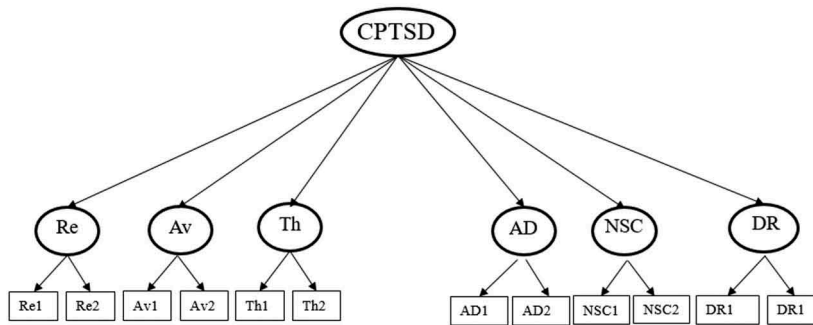 CPTSD
Re
Av
Th
AD
NSC
DR
Re1
Re2
Av1
Av2
Th1
Th2
AD1
AD2
NSC1
NSC2
DR1
DR1